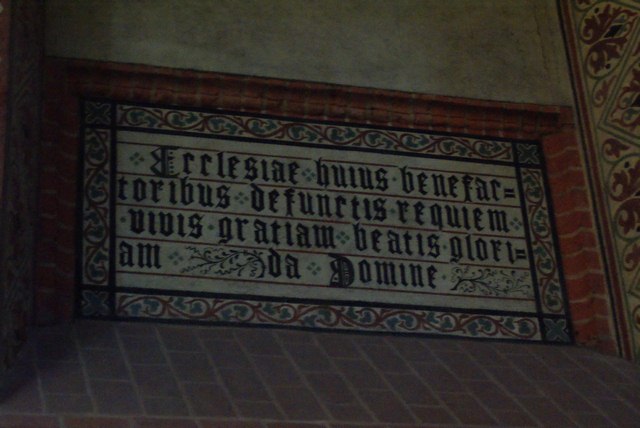 Ecclesiae huius benefac=
toribus defunctis requiem
vivis gratiam beatis glori=
am da Domine